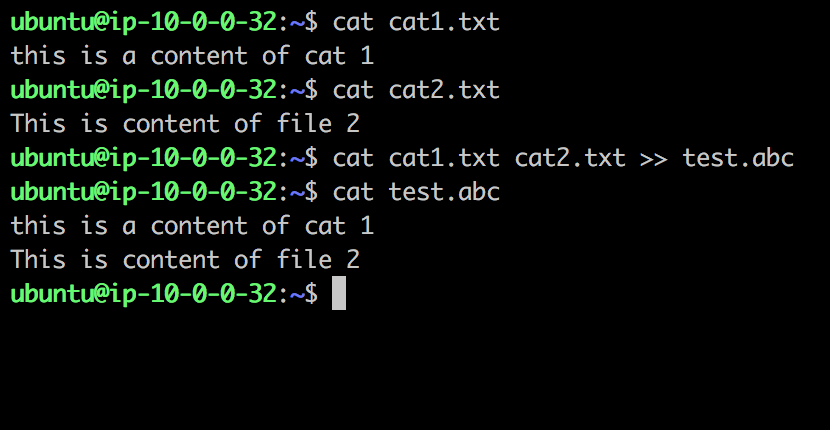 ubuntu@ip-10-0-0-32:~$ cat cat1.txt
this is a content of cat 1
ubuntu@ip-10-0-0-32:~$ cat cat2.txt
This is content of file 2
ubuntu@ip-10-0-0-32:~$ cat cat1.txt cat2.txt >> test.abc
ubuntu@ip-10-0-0-32:~$ cat test.abc
this is a content of cat 1
This is content of file 2
ubuntu@ip-10-0-0-32:~$